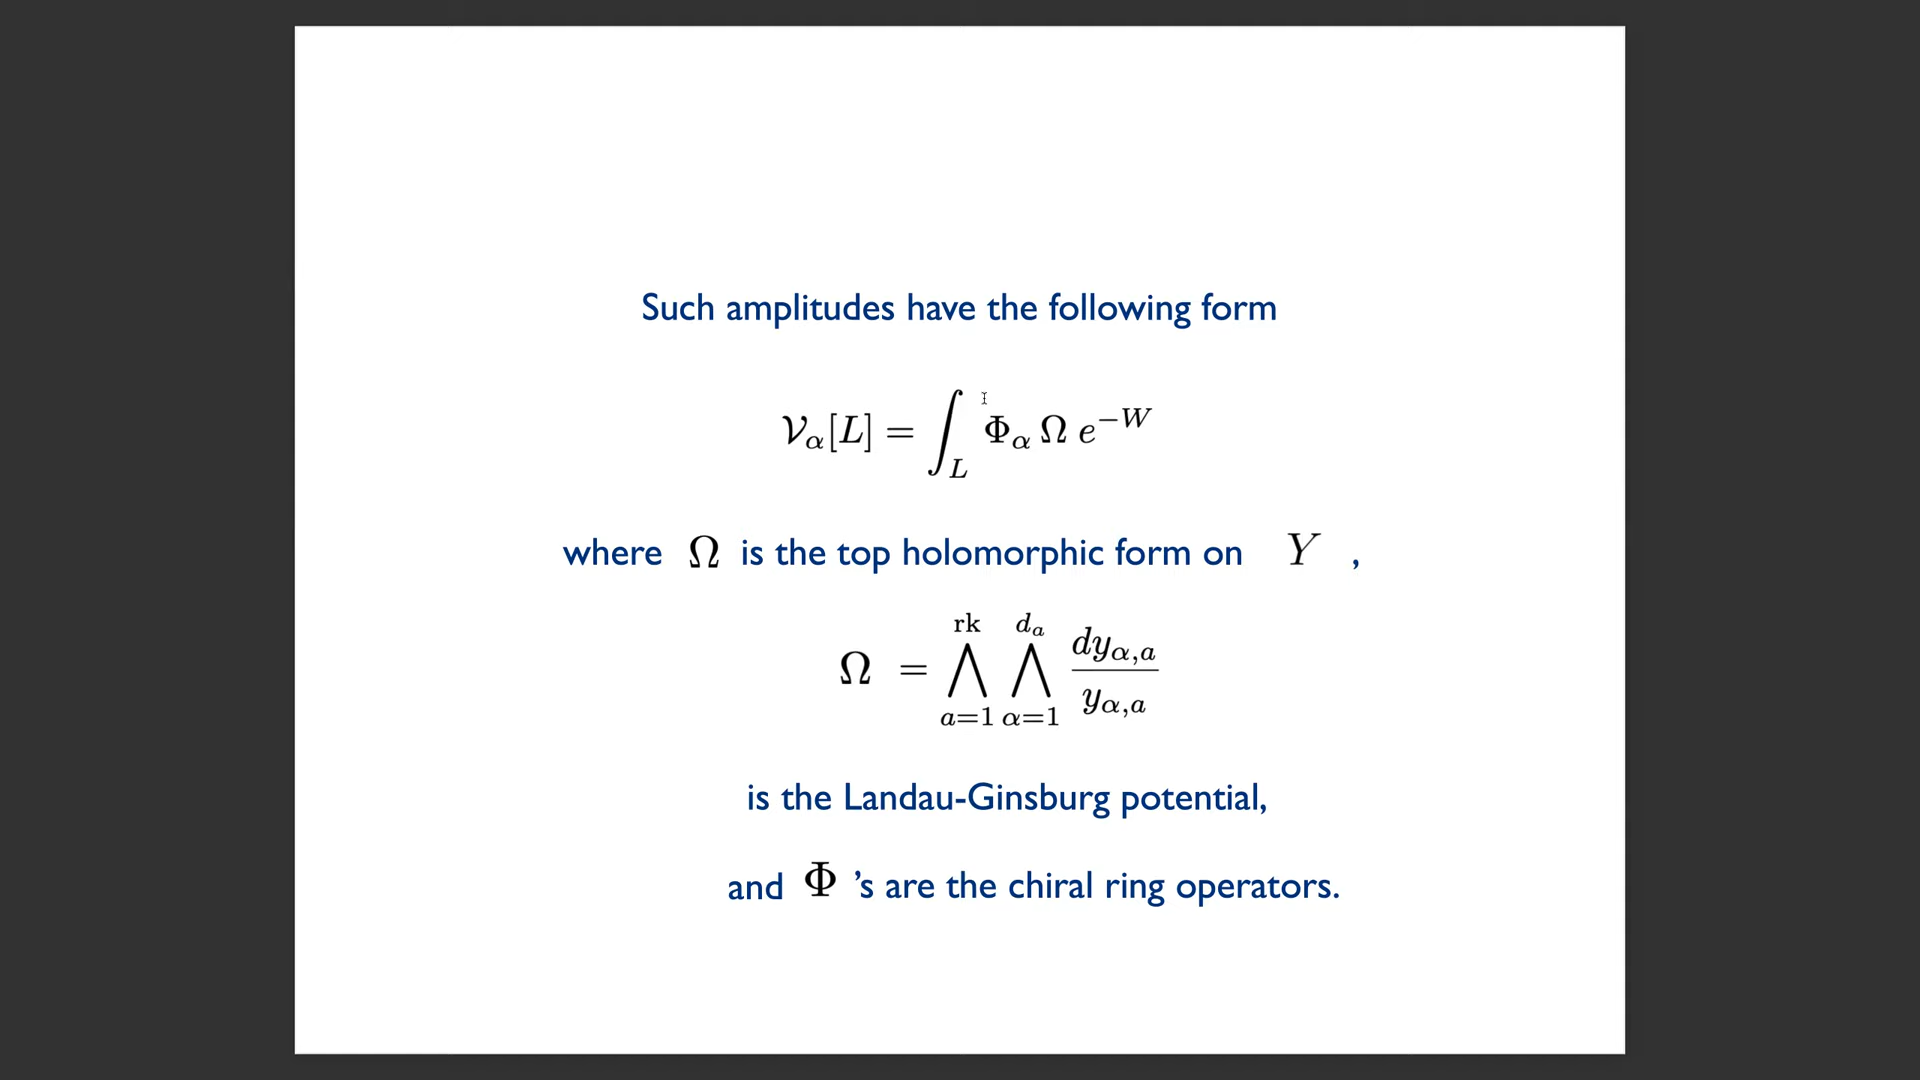 Such amplitudes have the following form
𝒱_α[L] = ∫_L Φ_α Ω e^{−W}
where Ω is the top holomorphic form on Y ,
Ω = ⋀_{a=1}^{rk} ⋀_{α=1}^{d_a} dy_{α,a} / y_{α,a}
is the Landau-Ginsburg potential,
and Φ ’s are the chiral ring operators.